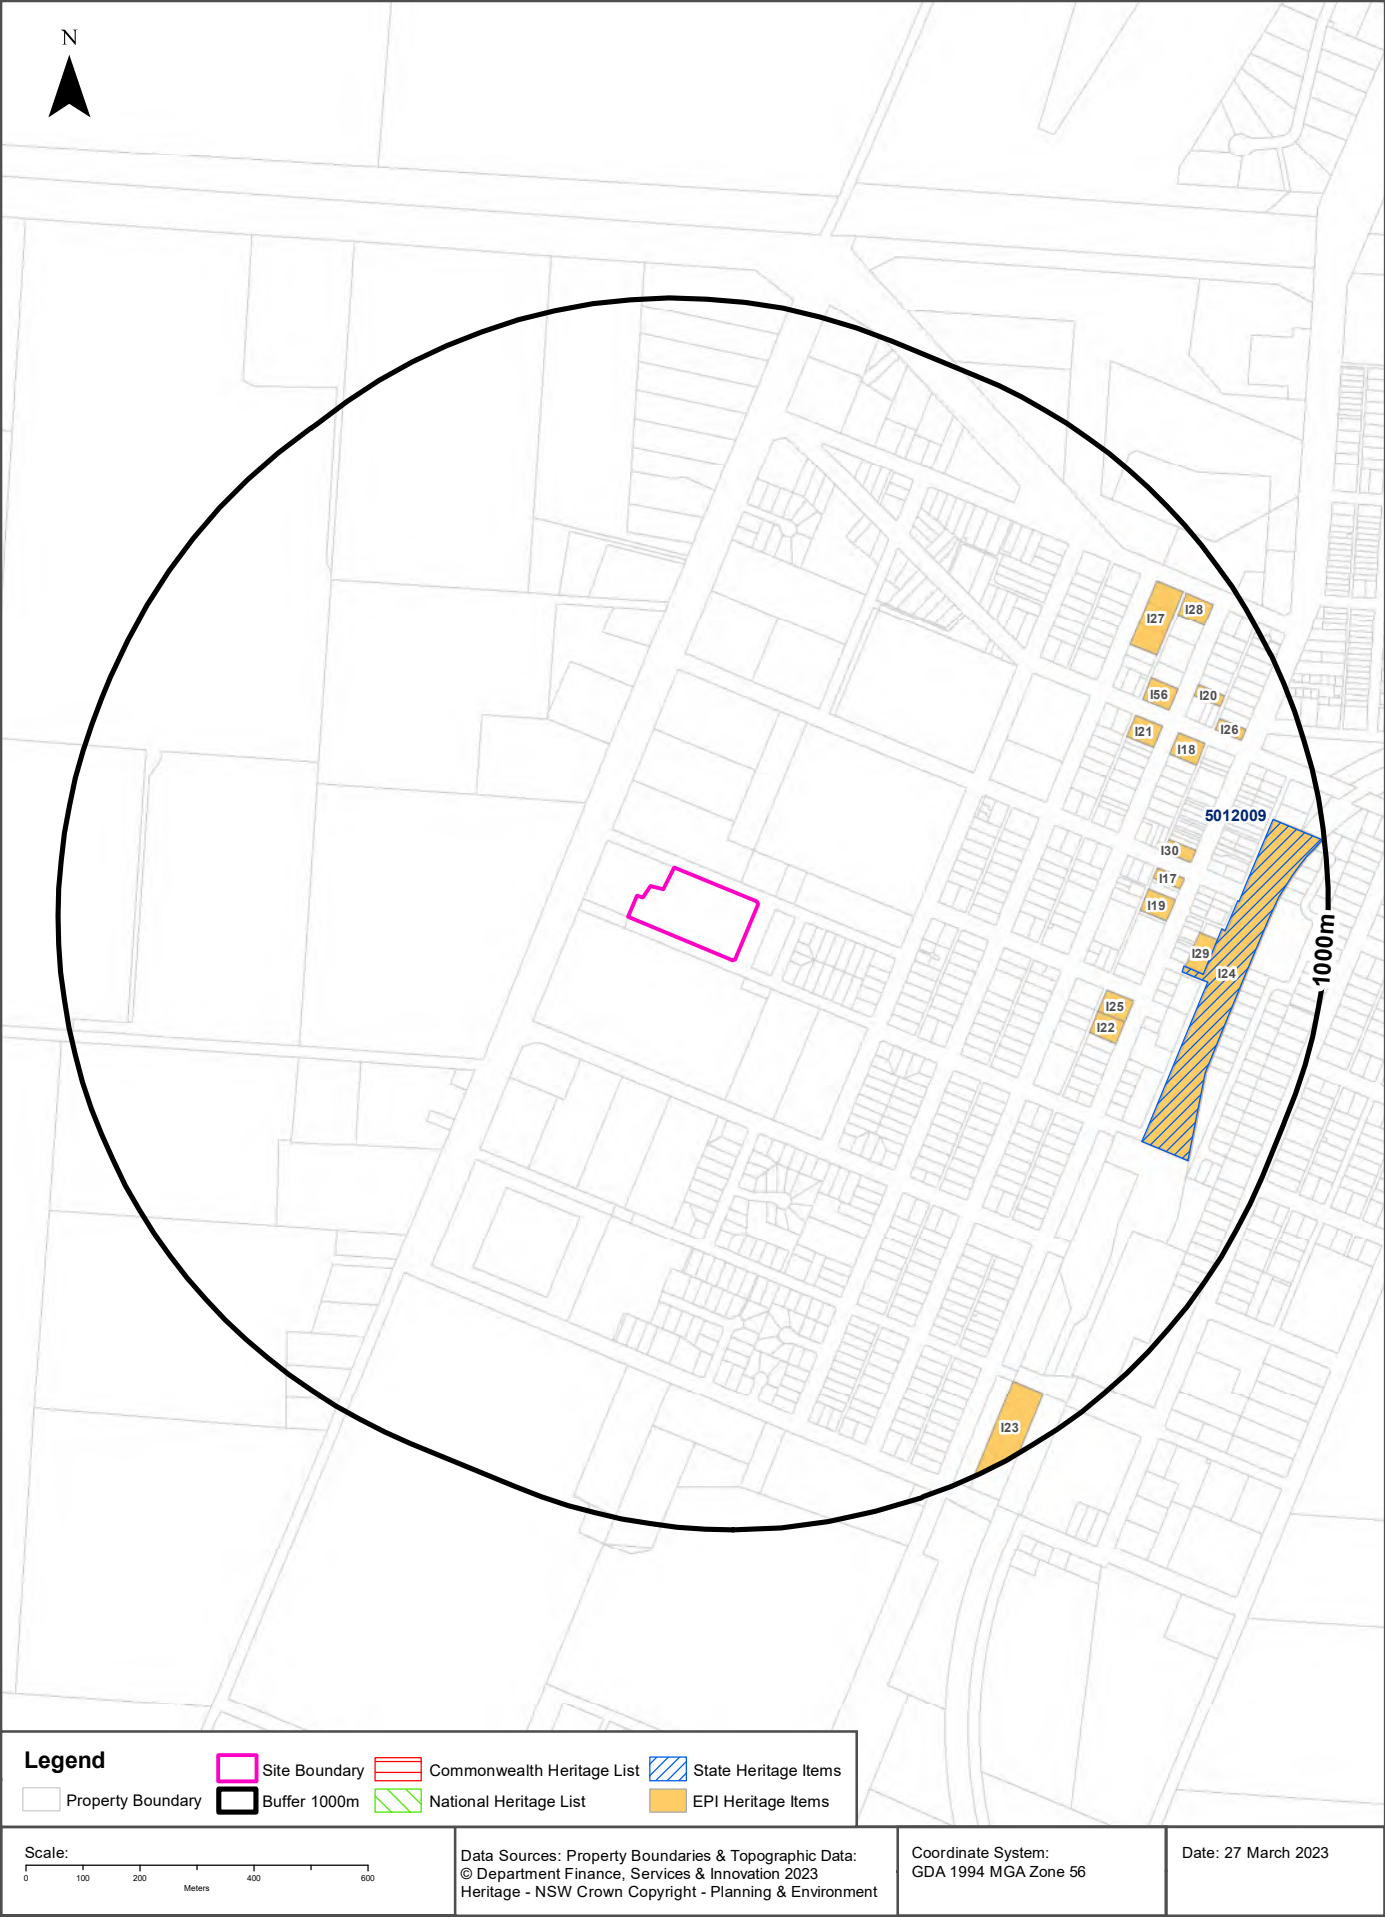 N
I27
I28
I56
I20
I21
I26
I18
5012009
I30
I17
I19
I29
I24
1000m
I25
I22
I23
Legend
Property Boundary
Site Boundary
Buffer 1000m
Commonwealth Heritage List
National Heritage List
State Heritage Items
EPI Heritage Items
Scale:
0 100 200 400 600
Meters
Data Sources: Property Boundaries & Topographic Data:
© Department Finance, Services & Innovation 2023
Heritage - NSW Crown Copyright - Planning & Environment
Coordinate System:
GDA 1994 MGA Zone 56
Date: 27 March 2023